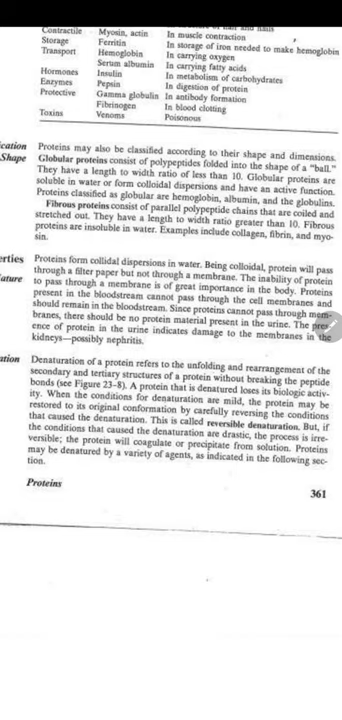 Contractile Myosin, actin In muscle contraction
Storage Ferritin In storage of iron needed to make hemoglobin
Transport Hemoglobin In carrying oxygen
Serum albumin In carrying fatty acids
Hormones Insulin In metabolism of carbohydrates
Enzymes Pepsin In digestion of protein
Protective Gamma globulin In antibody formation
Fibrinogen In blood clotting
Toxins Venoms Poisonous
ication Proteins may also be classified according to their shape and dimensions.
Shape Globular proteins consist of polypeptides folded into the shape of a "ball."
They have a length to width ratio of less than 10. Globular proteins are
soluble in water or form colloidal dispersions and have an active function.
Proteins classified as globular are hemoglobin, albumin, and the globulins.
Fibrous proteins consist of parallel polypeptide chains that are coiled and
stretched out. They have a length to width ratio greater than 10. Fibrous
proteins are insoluble in water. Examples include collagen, fibrin, and myo-
sin.
erties Proteins form collidal dispersions in water. Being colloidal, protein will pass
through a filter paper but not through a membrane. The inability of protein
ature to pass through a membrane is of great importance in the body. Proteins
present in the bloodstream cannot pass through the cell membranes and
should remain in the bloodstream. Since proteins cannot pass through mem-
branes, there should be no protein material present in the urine. The pres-
ence of protein in the urine indicates damage to the membranes in the
kidneys—possibly nephritis.
ation Denaturation of a protein refers to the unfolding and rearrangement of the
secondary and tertiary structures of a protein without breaking the peptide
bonds (see Figure 23-8). A protein that is denatured loses its biologic activ-
ity. When the conditions for denaturation are mild, the protein may be
restored to its original conformation by carefully reversing the conditions
that caused the denaturation. This is called reversible denaturation. But, if
the conditions that caused the denaturation are drastic, the process is irre-
versible; the protein will coagulate or precipitate from solution. Proteins
may be denatured by a variety of agents, as indicated in the following sec-
tion.
Proteins
361